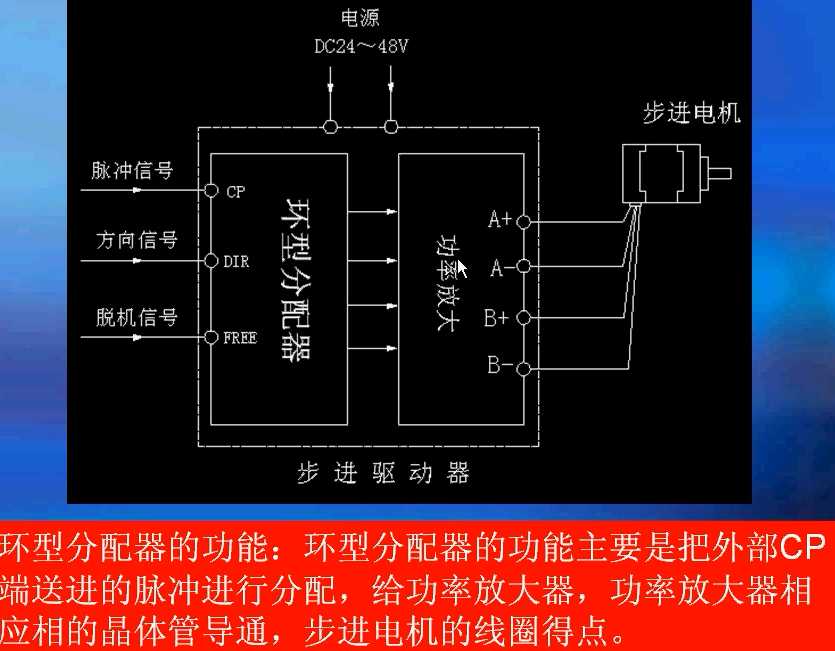 电源
DC24～48V
步进电机
脉冲信号
CP
方向信号
DIR
脱机信号
FREE
环型分配器
功率放大
A+
A-
B+
B-
步进驱动器
环型分配器的功能：环型分配器的功能主要是把外部CP
端送进的脉冲进行分配，给功率放大器，功率放大器相
应相的晶体管导通，步进电机的线圈得点。